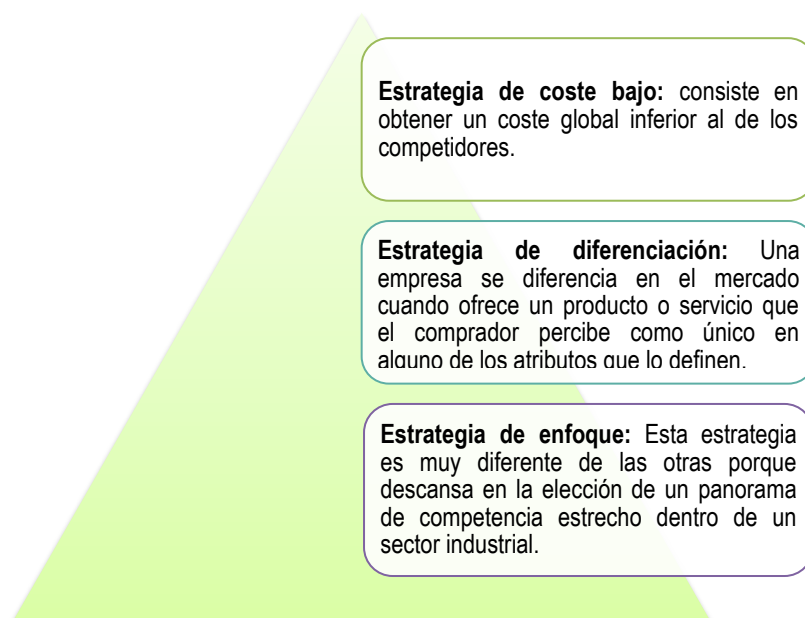 Estrategia de coste bajo: consiste en
obtener un coste global inferior al de los
competidores.
Estrategia de diferenciación: Una
empresa se diferencia en el mercado
cuando ofrece un producto o servicio que
el comprador percibe como único en
alguno de los atributos que lo definen.
Estrategia de enfoque: Esta estrategia
es muy diferente de las otras porque
descansa en la elección de un panorama
de competencia estrecho dentro de un
sector industrial.